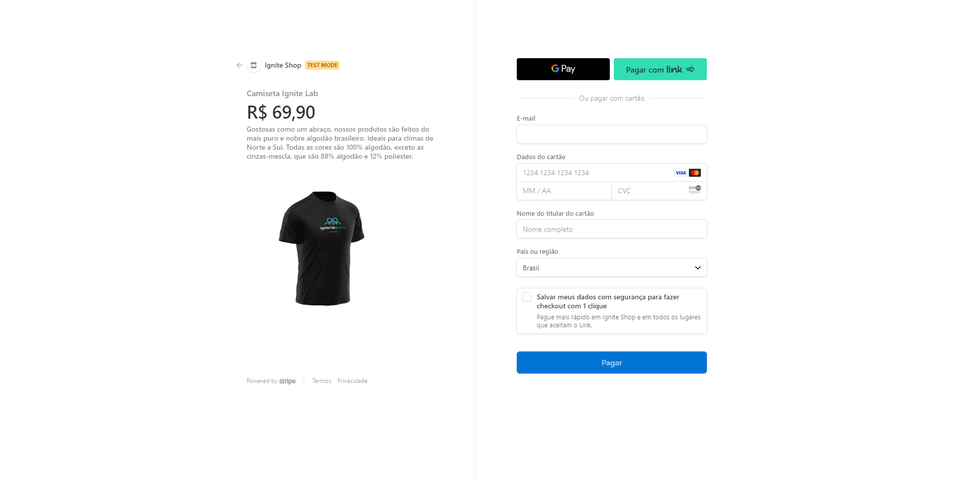 Ignite Shop TEST MODE
Camiseta Ignite Lab
R$ 69,90
Gostosas como um abraço, nossos produtos são feitos do
mais puro e nobre algodão brasileiro, ideais para climas de
Norte a Sul. Todas as cores são 100% algodão, exceto as
cinzas-mescla, que são 88% algodão e 12% poliéster.
ignite lab
Powered by stripe Termos Privacidade
G Pay
Pagar com link
Ou pagar com cartão
E-mail
Dados do cartão
1234 1234 1234 1234 VISA
MM / AA CVC
Nome do titular do cartão
Nome completo
País ou região
Brasil
Salvar meus dados com segurança para fazer
checkout com 1 clique
Pague mais rápido em Ignite Shop e em todos os lugares
que aceitam o Link.
Pagar